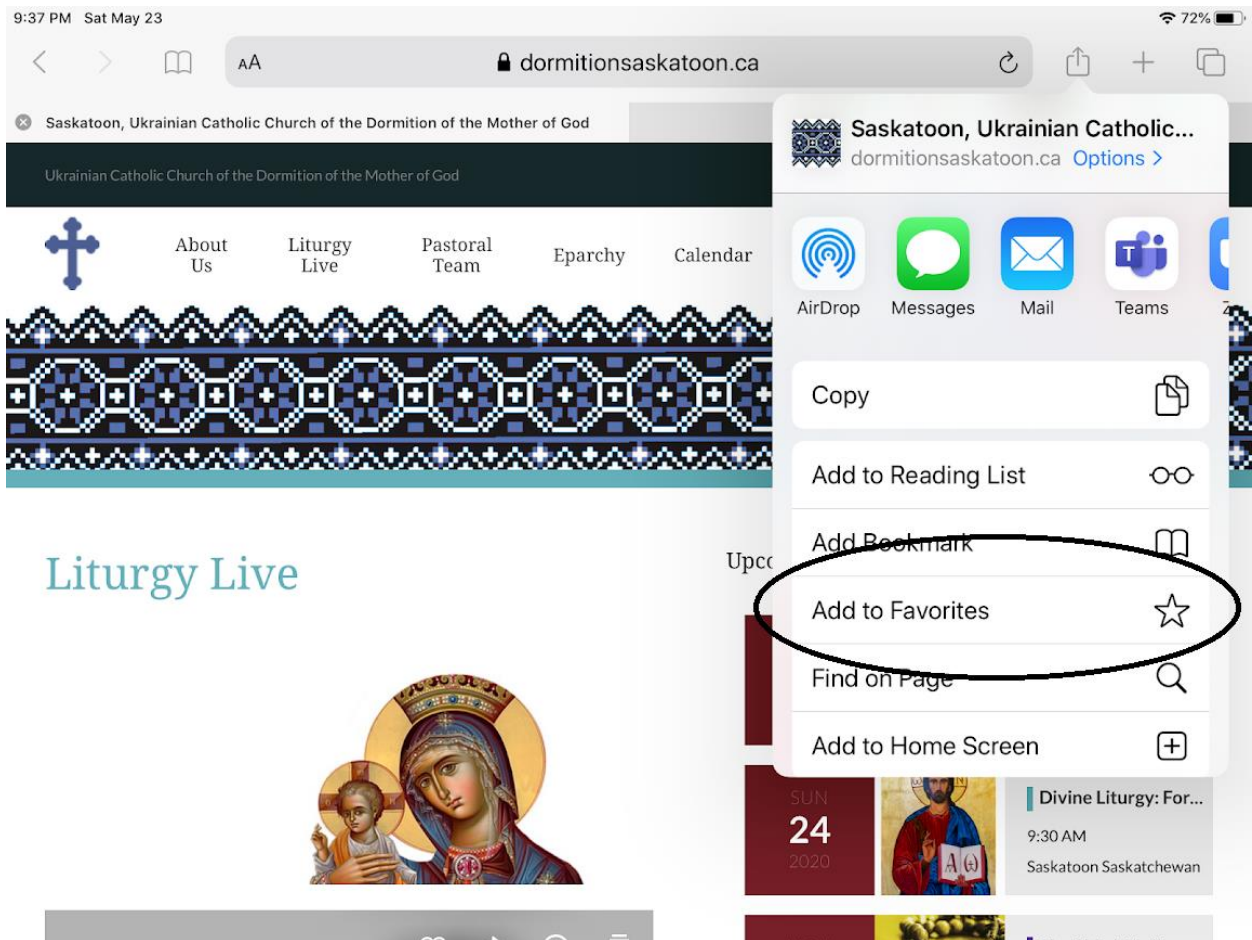 9:37 PM Sat May 23
72%
AA
dormitionsaskatoon.ca
Saskatoon, Ukrainian Catholic Church of the Dormition of the Mother of God
Ukrainian Catholic Church of the Dormition of the Mother of God
About
Us
Liturgy
Live
Pastoral
Team
Eparchy
Calendar
Saskatoon, Ukrainian Catholic...
dormitionsaskatoon.ca Options >
AirDrop
Messages
Mail
Teams
Copy
Add to Reading List
Add Bookmark
Add to Favorites
Find on Page
Add to Home Screen
Liturgy Live
SUN
24
2020
Divine Liturgy: For...
9:30 AM
Saskatoon Saskatchewan